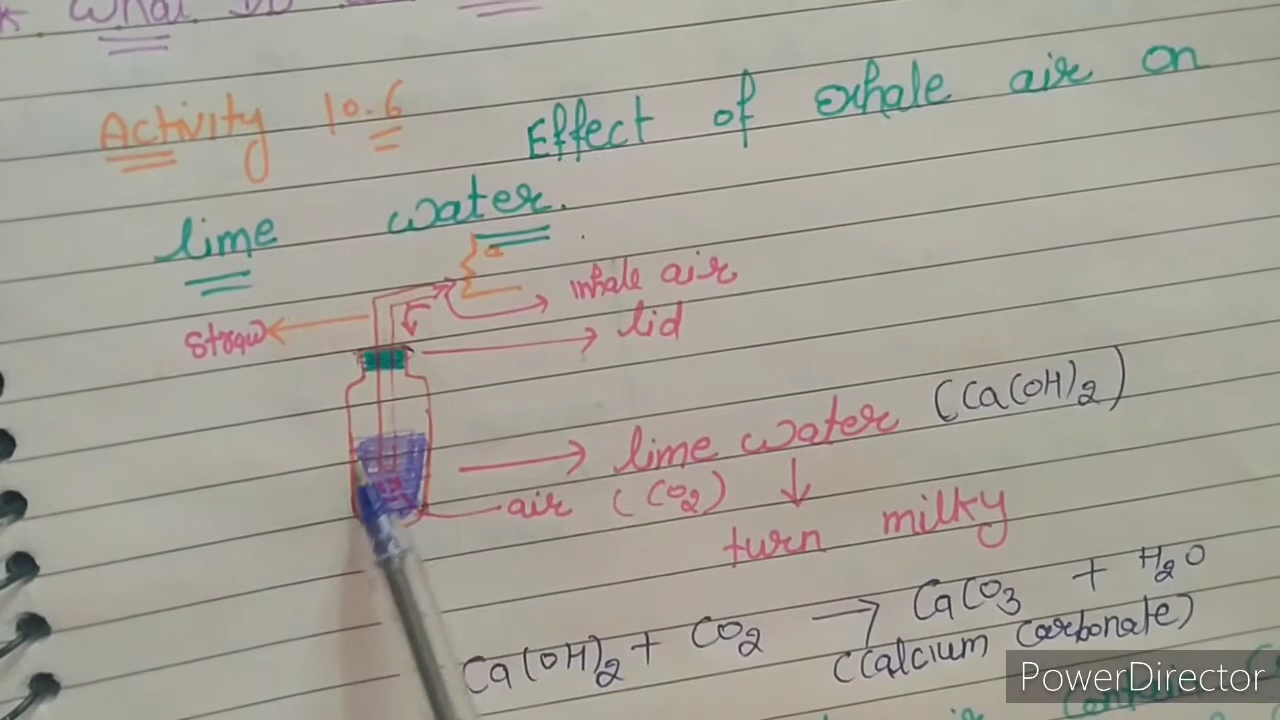 What
Activity 10.6 Effect of exhale air on
lime water.
inhale air
straw
lid
lime water (Ca(OH)2)
air (CO2)
turn milky
Ca(OH)2 + CO2 → CaCO3 + H2O
(Calcium Carbonate)
PowerDirector